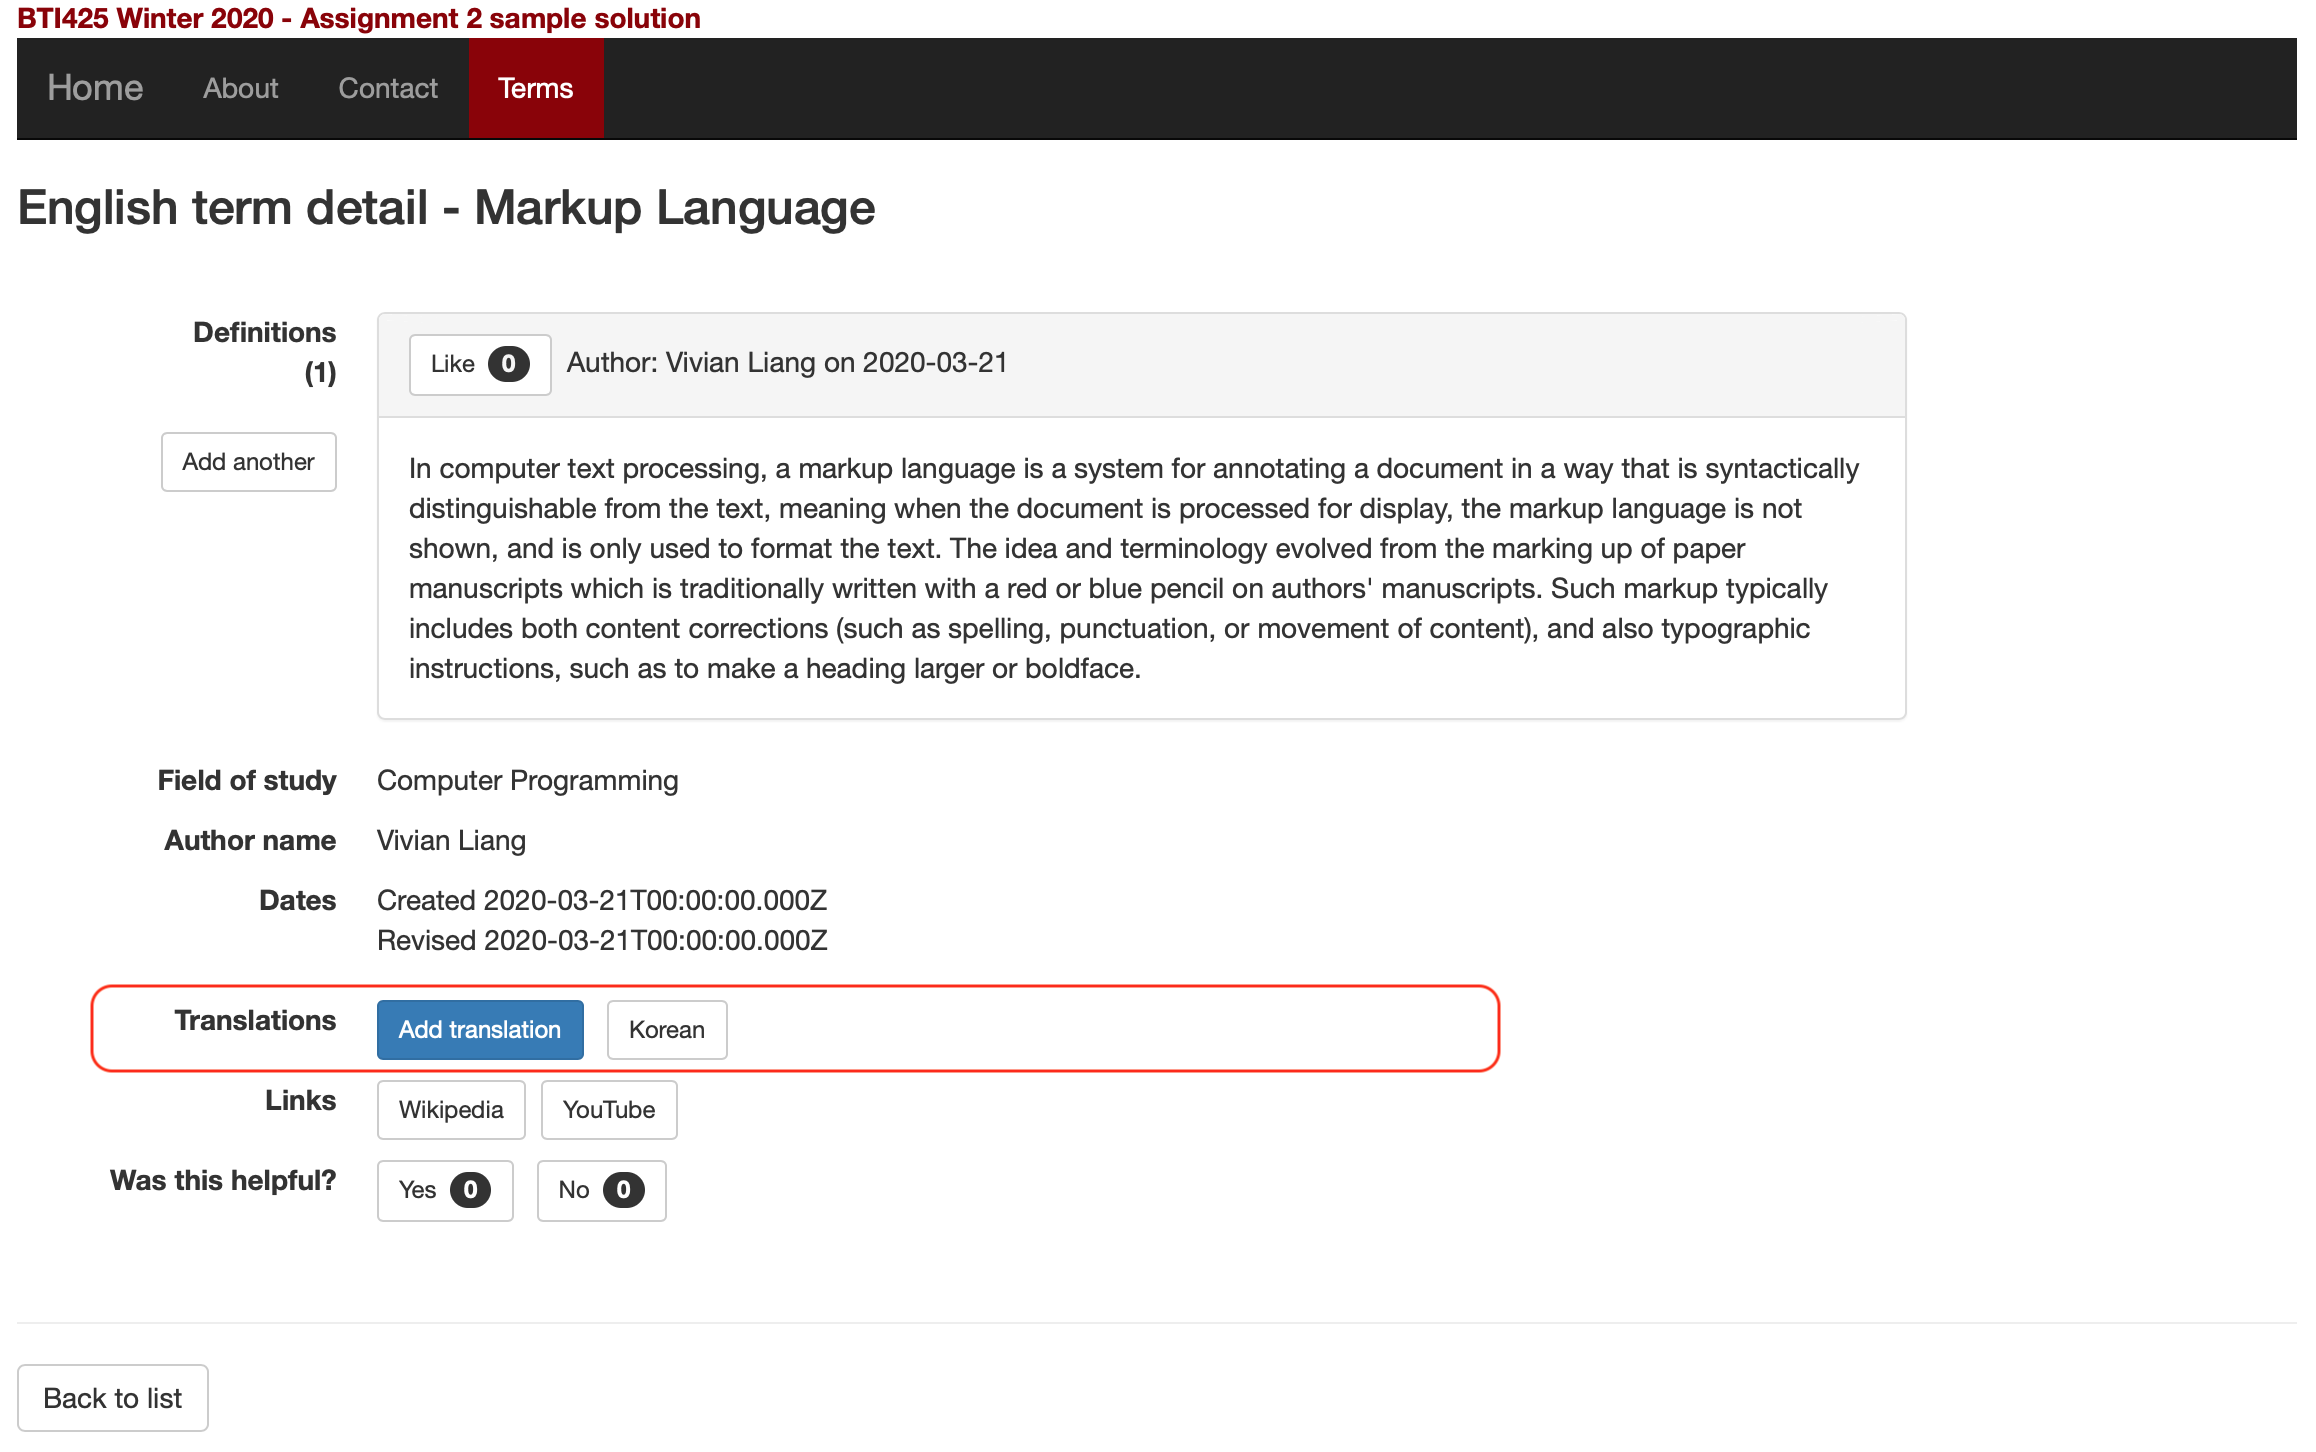 BTI425 Winter 2020 - Assignment 2 sample solution
Home About Contact Terms
English term detail - Markup Language
Definitions
(1)
Add another
Like 0 Author: Vivian Liang on 2020-03-21
In computer text processing, a markup language is a system for annotating a document in a way that is syntactically
distinguishable from the text, meaning when the document is processed for display, the markup language is not
shown, and is only used to format the text. The idea and terminology evolved from the marking up of paper
manuscripts which is traditionally written with a red or blue pencil on authors' manuscripts. Such markup typically
includes both content corrections (such as spelling, punctuation, or movement of content), and also typographic
instructions, such as to make a heading larger or boldface.
Field of study Computer Programming
Author name Vivian Liang
Dates Created 2020-03-21T00:00:00.000Z
Revised 2020-03-21T00:00:00.000Z
Translations Add translation Korean
Links Wikipedia YouTube
Was this helpful? Yes 0 No 0
Back to list